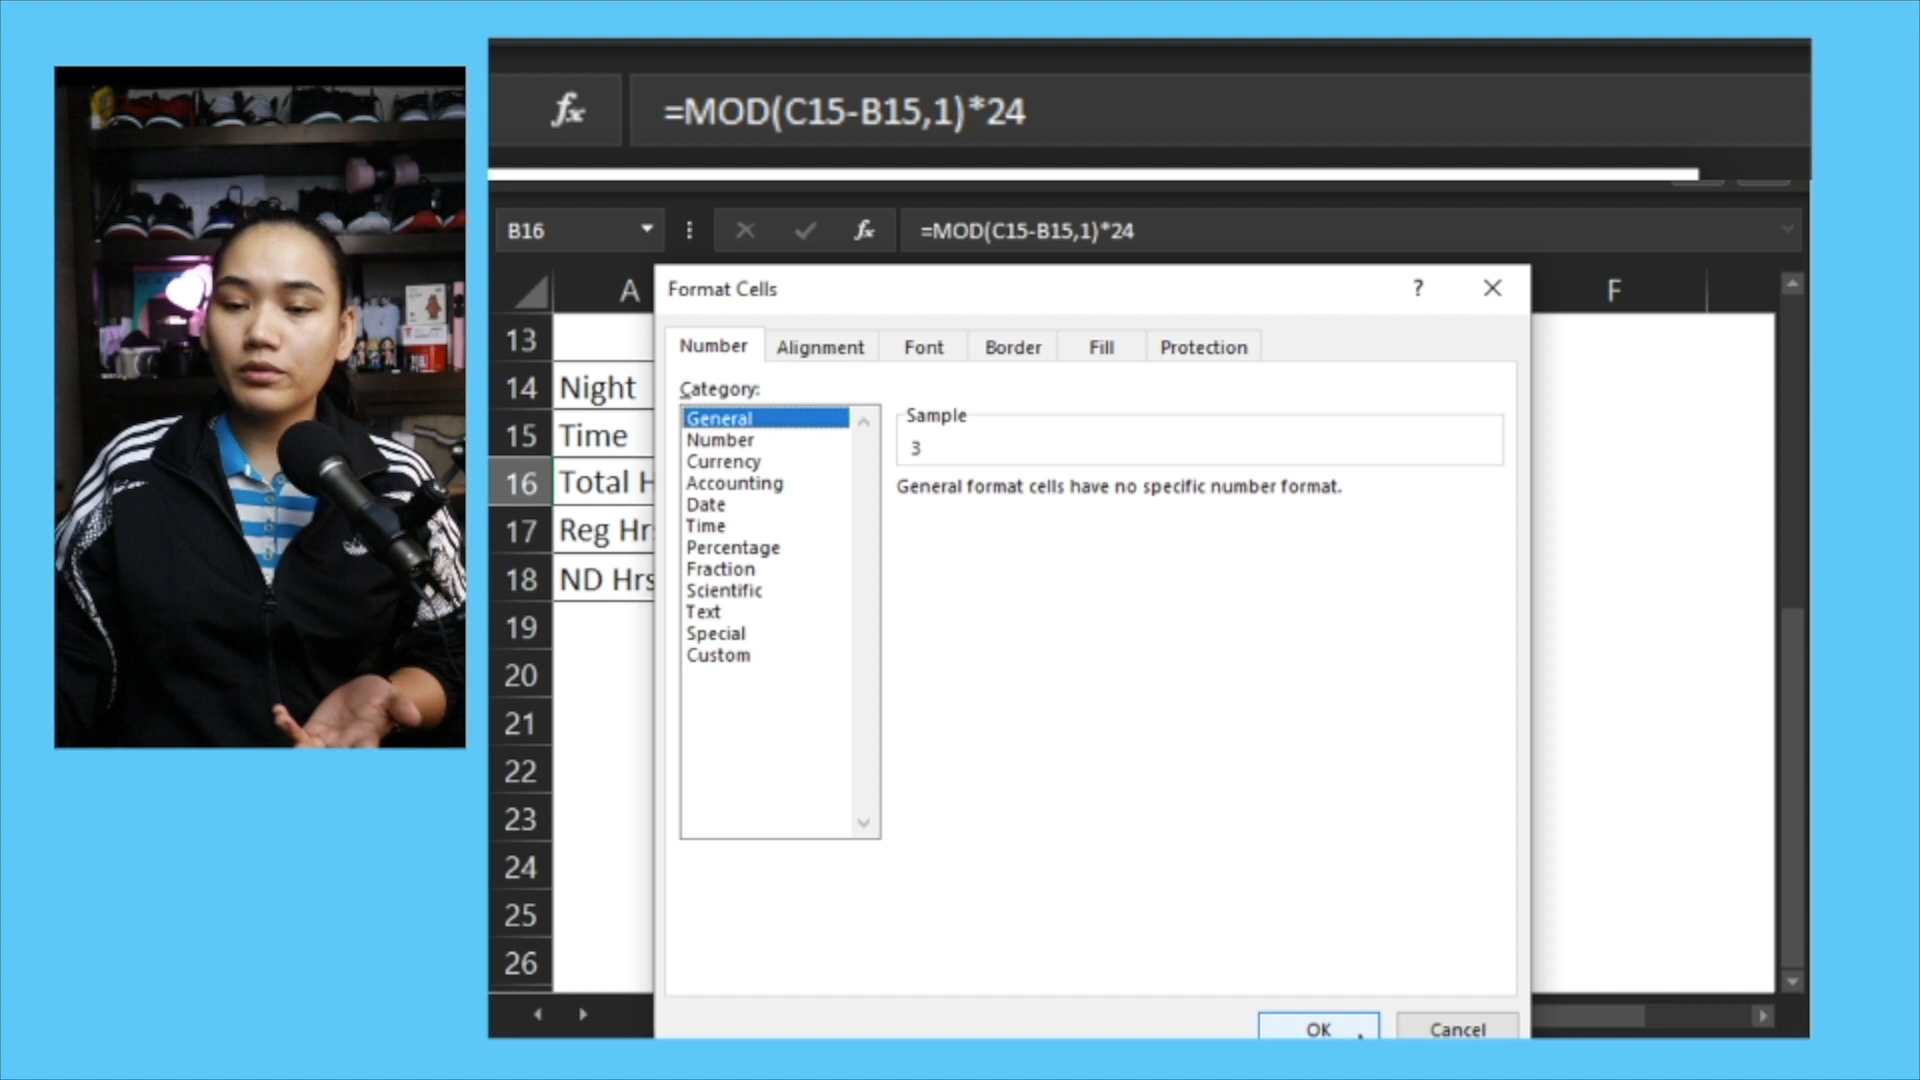 fx =MOD(C15-B15,1)*24
B16 fx =MOD(C15-B15,1)*24
A F
Format Cells ?
Number Alignment Font Border Fill Protection
Category:
General
Number
Currency
Accounting
Date
Time
Percentage
Fraction
Scientific
Text
Special
Custom
Sample
3
General format cells have no specific number format.
13
14 Night
15 Time
16 Total H
17 Reg Hr
18 ND Hrs
19
20
21
22
23
24
25
26
OK Cancel